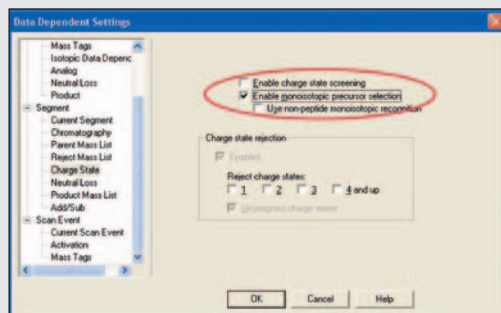 Data Dependent Settings
Mass Tags
Isotopic Data Depenc
Analog
Neutral Loss
Product
Segment
Current Segment
Chromatography
Parent Mass List
Reject Mass List
Charge State
Neutral Loss
Product Mass List
Add/Sub
Scan Event
Current Scan Event
Activation
Mass Tags
Enable charge state screening
Enable monoisotopic precursor selection
Use non-peptide monoisotopic recognition
Charge state rejection
Enabled
Reject charge states:
1 2 3 4 and up
Unassigned charge states
OK Cancel Help